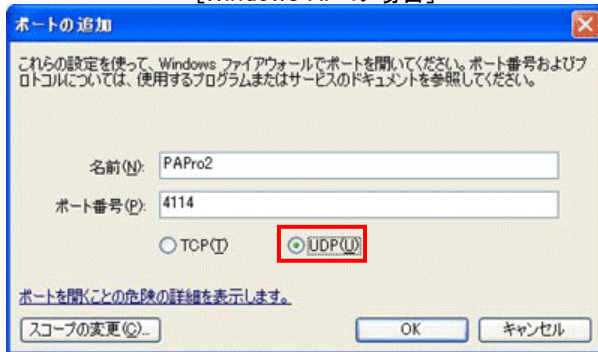 [Windows XP の場合]
ポートの追加
これらの設定を使って、Windows ファイアウォールでポートを開いてください。ポート番号およびプ
ロトコルについては、使用するプログラムまたはサービスのドキュメントを参照してください。
名前(N): PAPro2
ポート番号(P): 4114
TCP(T) UDP(U)
ポートを開くことの危険の詳細を表示します。
スコープの変更(C)... OK キャンセル